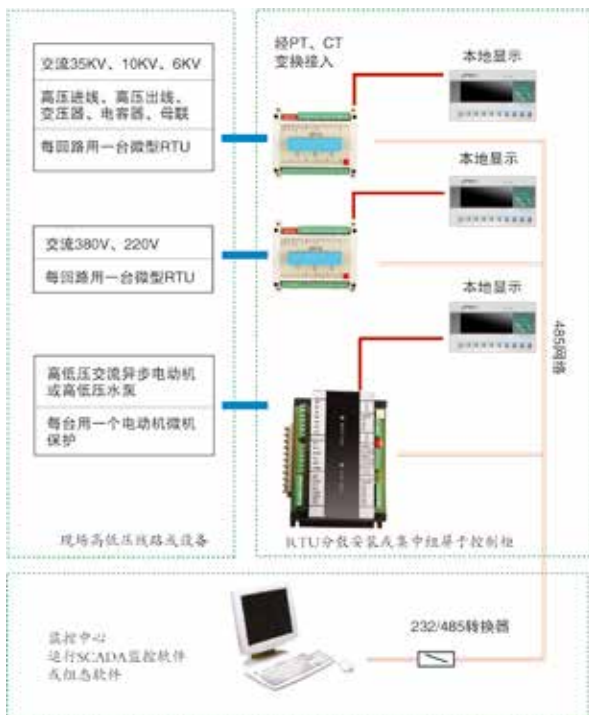 交流35KV、10KV、6KV
高压进线、高压出线、
变压器、电容器、母联
每回路用一台微型RTU
经PT、CT
变换接入
本地显示
本地显示
交流380V、220V
每回路用一台微型RTU
本地显示
485网络
高低压交流异步电动机
或高低压水泵
每台用一个电动机微机
保护
现场高低压线路或设备
RTU分散安装或集中组屏于控制柜
监控中心
运行SCADA监控软件
或组态软件
232/485转换器